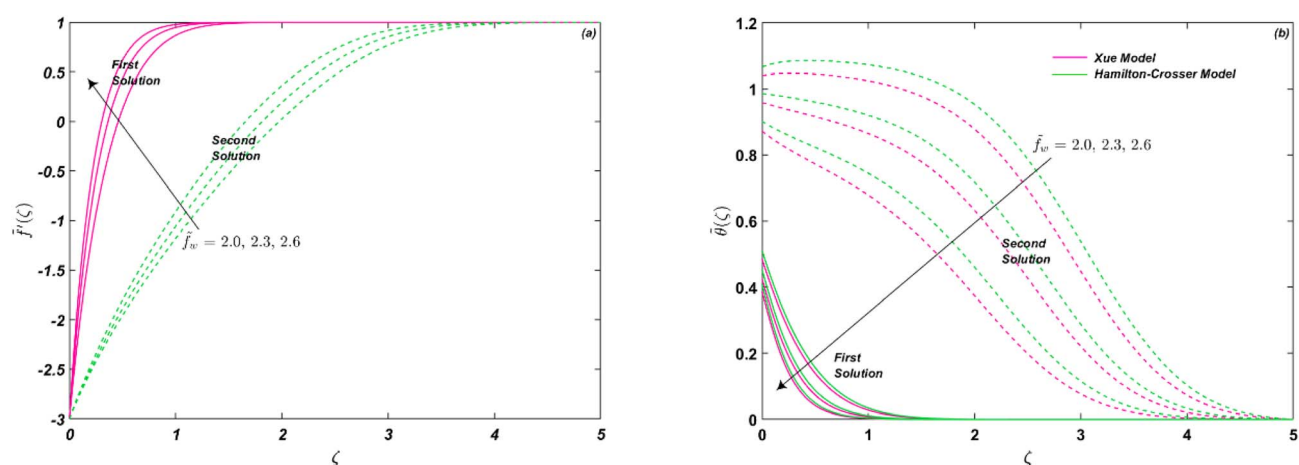 (a)
1
0.5
0
-0.5
-1
-1.5
-2
-2.5
-3
First
Solution
Second
Solution
f̃_w = 2.0, 2.3, 2.6
f̃′(ζ)
0 1 2 3 4 5
ζ
(b)
1.2
1
0.8
0.6
0.4
0.2
0
Xue Model
Hamilton-Crosser Model
f̃_w = 2.0, 2.3, 2.6
Second
Solution
First
Solution
θ̃(ζ)
0 1 2 3 4 5
ζ